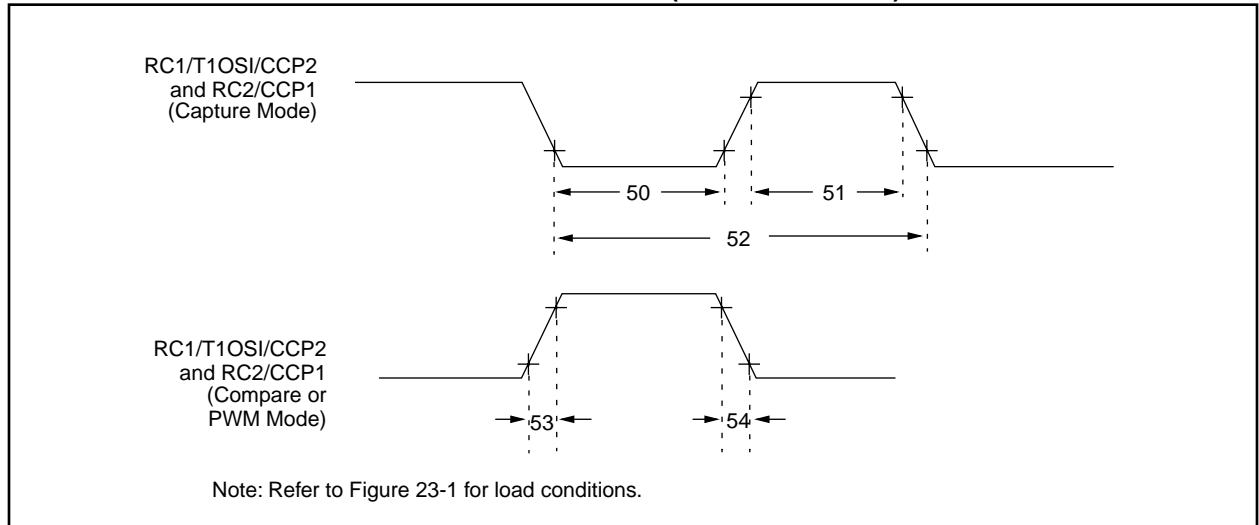 RC1/T1OSI/CCP2
and RC2/CCP1
(Capture Mode)
50
51
52
RC1/T1OSI/CCP2
and RC2/CCP1
(Compare or
PWM Mode)
53
54
Note: Refer to Figure 23-1 for load conditions.